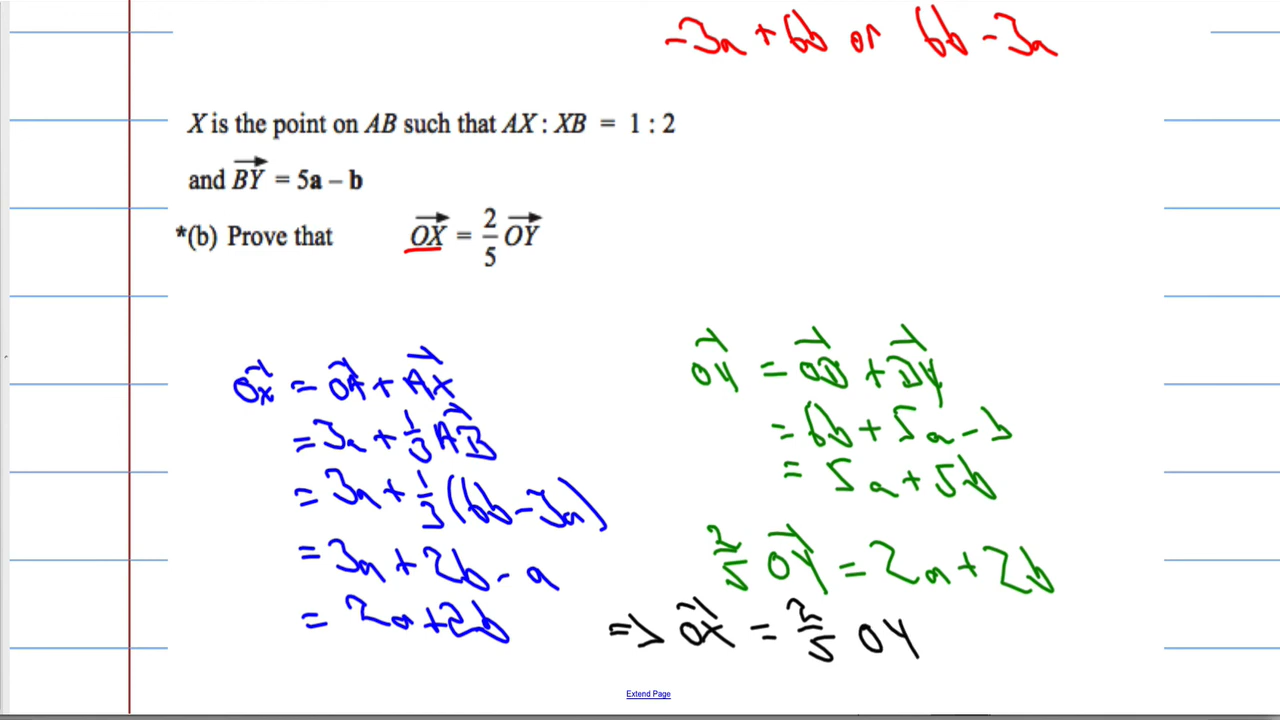 -3a + 6b or 6b - 3a
X is the point on AB such that AX : XB = 1 : 2
and BY = 5a – b
*(b) Prove that OX = 2/5 OY
OX = OA + AX
= 3a + 1/3 AB
= 3a + 1/3 (6b - 3a)
= 3a + 2b - a
= 2a + 2b
OY = OB + BY
= 6b + 5a - b
= 5a + 5b
2/5 OY = 2a + 2b
=> OX = 2/5 OY
Extend Page